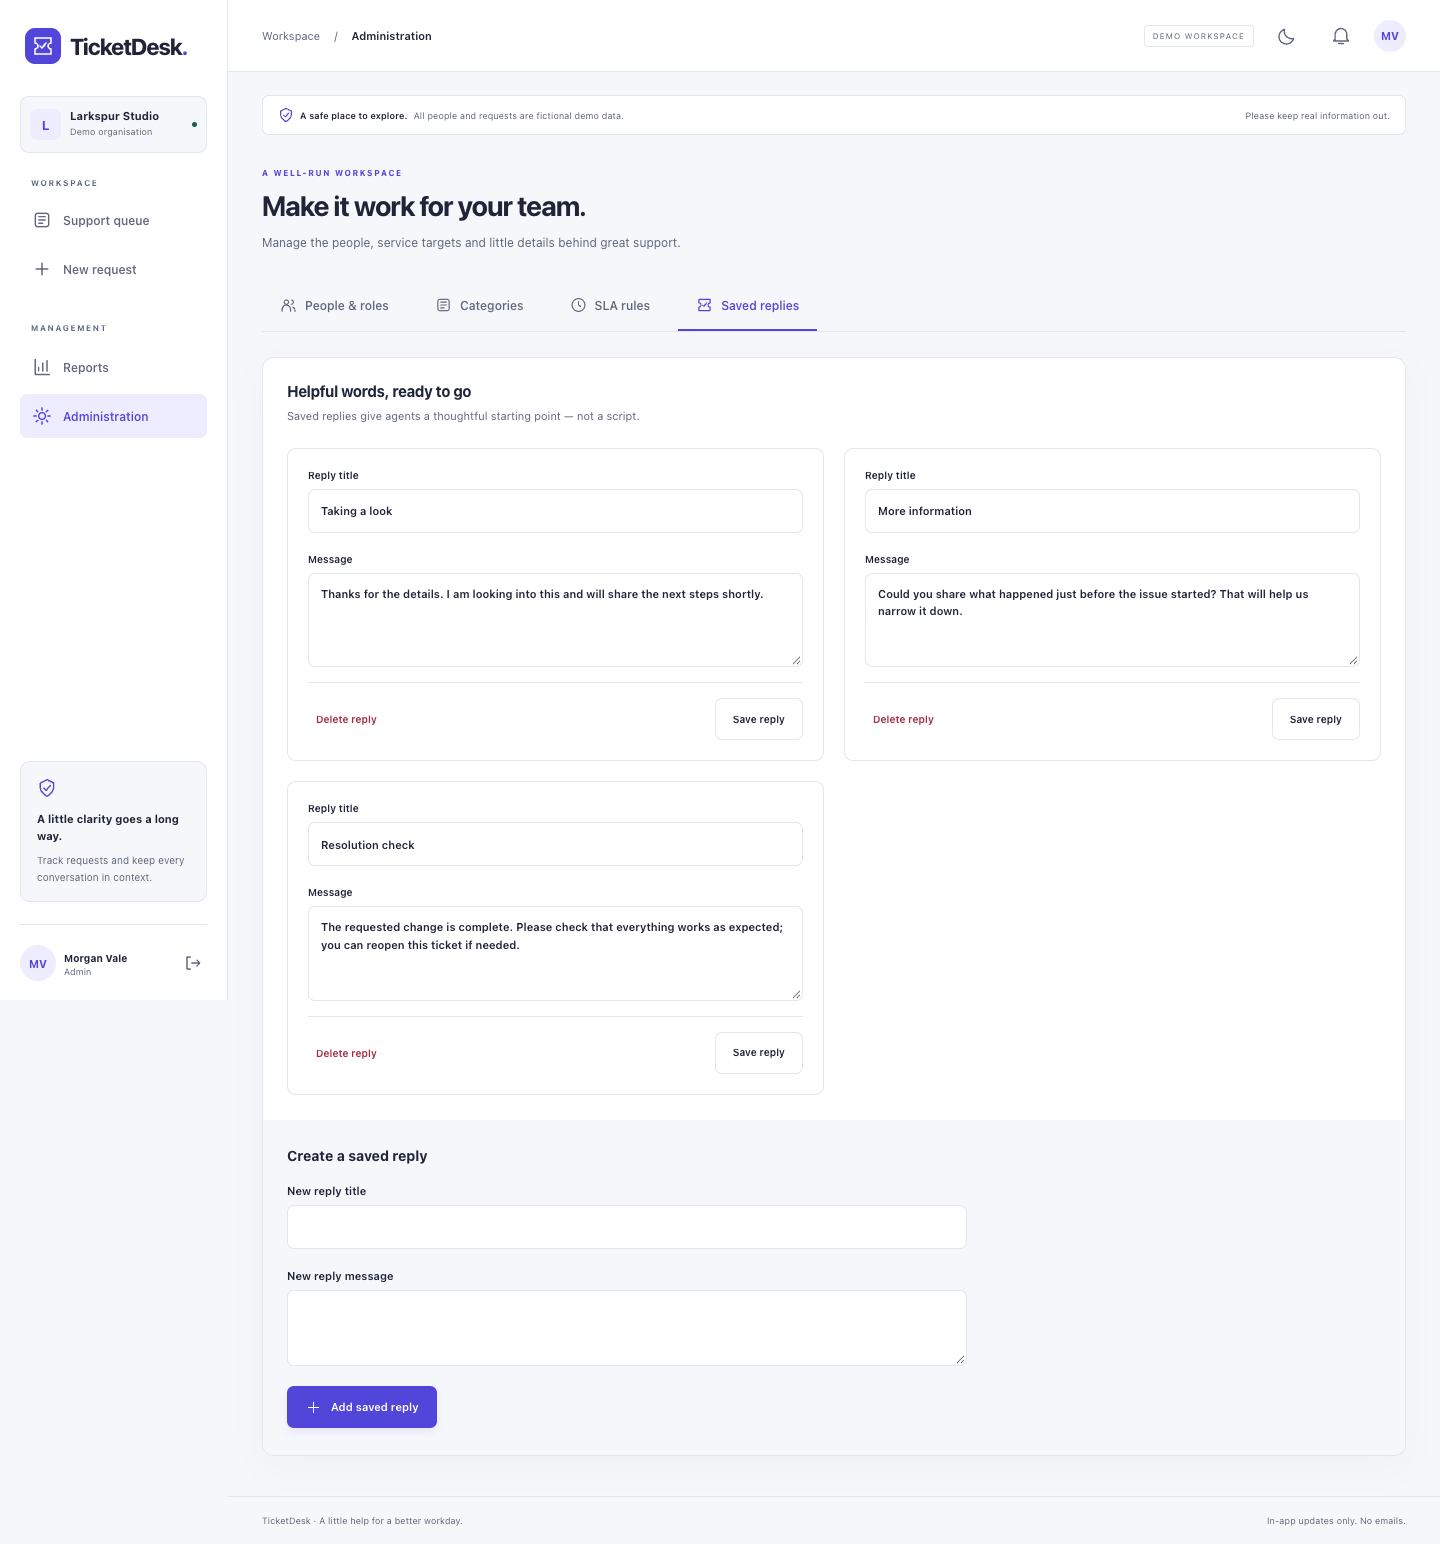 TicketDesk.
L
Larkspur Studio
Demo organisation
WORKSPACE
Support queue
New request
MANAGEMENT
Reports
Administration
A little clarity goes a long
way.
Track requests and keep every
conversation in context.
MV
Morgan Vale
Admin
Workspace / Administration
DEMO WORKSPACE
MV
A safe place to explore. All people and requests are fictional demo data.
Please keep real information out.
A WELL-RUN WORKSPACE
Make it work for your team.
Manage the people, service targets and little details behind great support.
People & roles
Categories
SLA rules
Saved replies
Helpful words, ready to go
Saved replies give agents a thoughtful starting point — not a script.
Reply title
Taking a look
Message
Thanks for the details. I am looking into this and will share the next steps shortly.
Delete reply
Save reply
Reply title
More information
Message
Could you share what happened just before the issue started? That will help us
narrow it down.
Delete reply
Save reply
Reply title
Resolution check
Message
The requested change is complete. Please check that everything works as expected;
you can reopen this ticket if needed.
Delete reply
Save reply
Create a saved reply
New reply title
New reply message
Add saved reply
TicketDesk · A little help for a better workday.
In-app updates only. No emails.